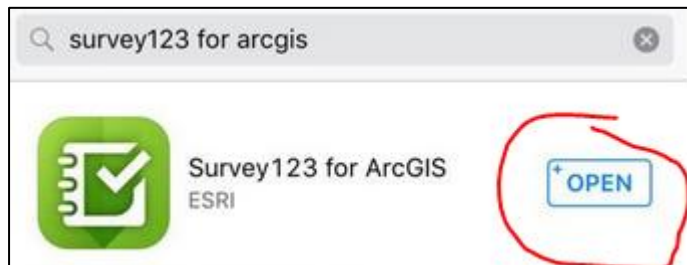 survey123 for arcgis
Survey123 for ArcGIS
ESRI
+OPEN